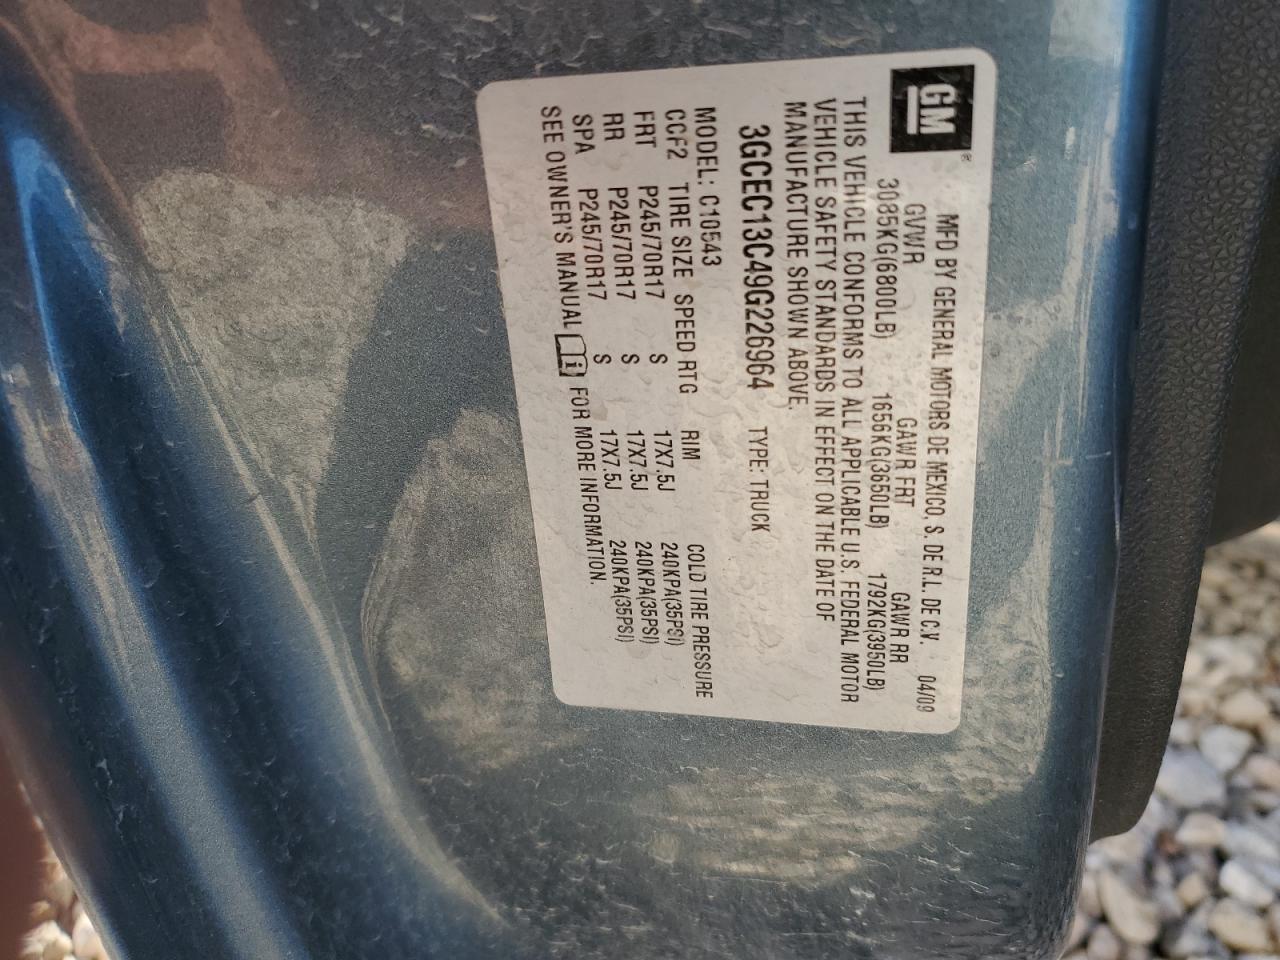 GM®
MFD BY GENERAL MOTORS DE MEXICO, S. DE R.L. DE C.V. 04/09
GVWR GAWR FRT GAWR RR
3085KG(6800LB) 1656KG(3650LB) 1792KG(3950LB)
THIS VEHICLE CONFORMS TO ALL APPLICABLE U.S. FEDERAL MOTOR
VEHICLE SAFETY STANDARDS IN EFFECT ON THE DATE OF
MANUFACTURE SHOWN ABOVE.
3GCEC13C49G226964 TYPE: TRUCK
MODEL: C10543
CCF2 TIRE SIZE SPEED RTG RIM COLD TIRE PRESSURE
FRT P245/70R17 S 17X7.5J 240KPA(35PSI)
RR P245/70R17 S 17X7.5J 240KPA(35PSI)
SPA P245/70R17 S 17X7.5J 240KPA(35PSI)
SEE OWNER'S MANUAL i FOR MORE INFORMATION.